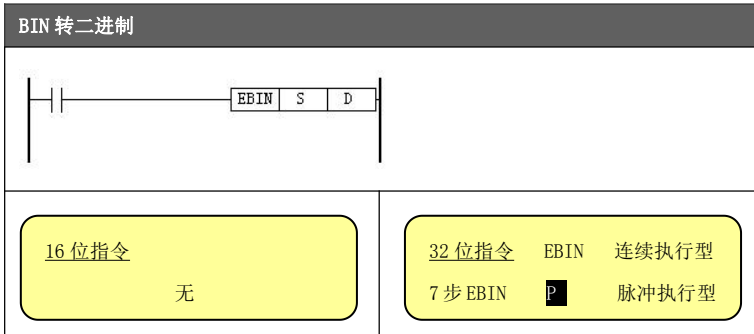 BIN 转二进制
EBIN S D
16 位指令
无
32 位指令 EBIN 连续执行型
7 步 EBIN P 脉冲执行型